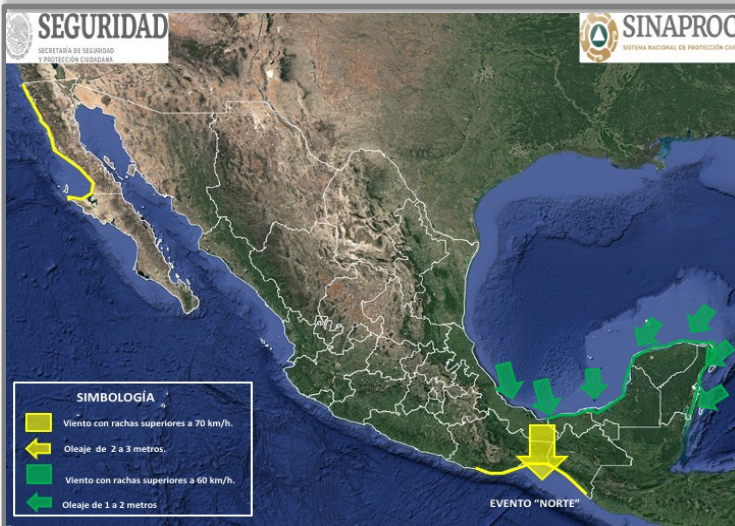 SEGURIDAD
SECRETARÍA DE SEGURIDAD
Y PROTECCIÓN CIUDADANA
SINAPROC
SISTEMA NACIONAL DE PROTECCIÓN CIV
SIMBOLOGÍA
Viento con rachas superiores a 70 km/h.
Oleaje de 2 a 3 metros.
Viento con rachas superiores a 60 km/h.
Oleaje de 1 a 2 metros
EVENTO “NORTE”